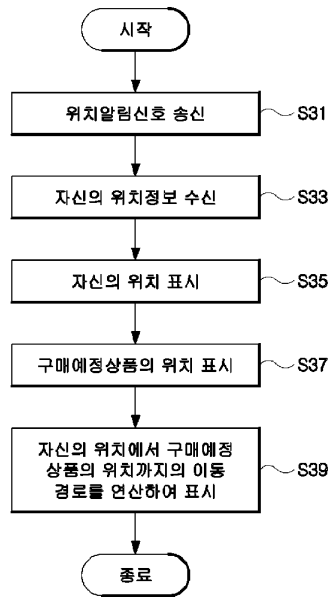 시작
위치알림신호 송신
S31
자신의 위치정보 수신
S33
자신의 위치 표시
S35
구매예정상품의 위치 표시
S37
자신의 위치에서 구매예정
상품의 위치까지의 이동
경로를 연산하여 표시
S39
종료